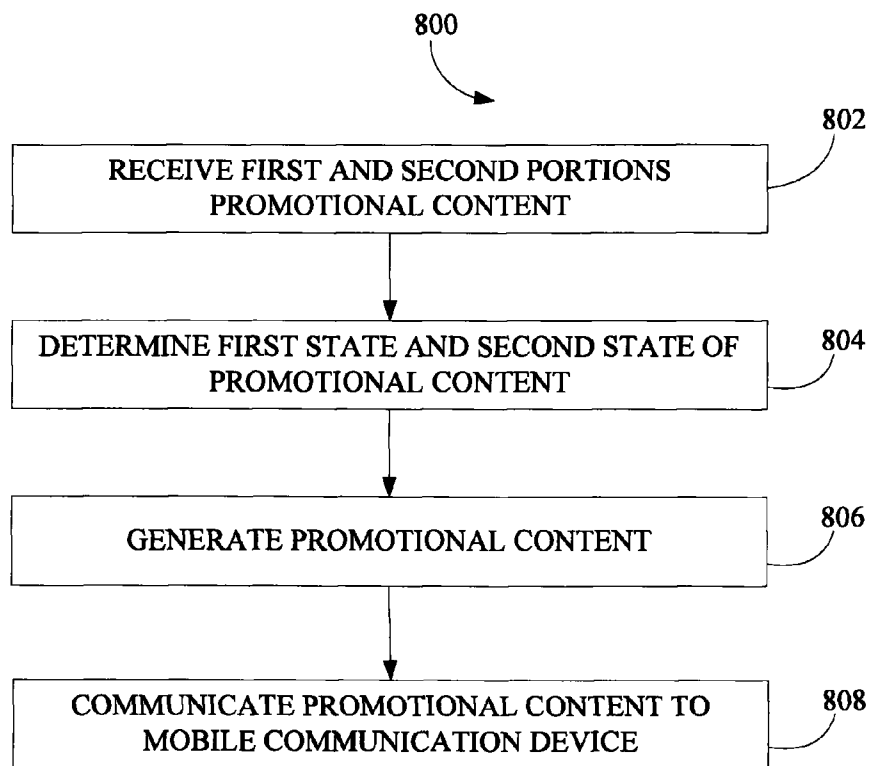 800
802
RECEIVE FIRST AND SECOND PORTIONS
PROMOTIONAL CONTENT
804
DETERMINE FIRST STATE AND SECOND STATE OF
PROMOTIONAL CONTENT
806
GENERATE PROMOTIONAL CONTENT
COMMUNICATE PROMOTIONAL CONTENT TO
MOBILE COMMUNICATION DEVICE
808